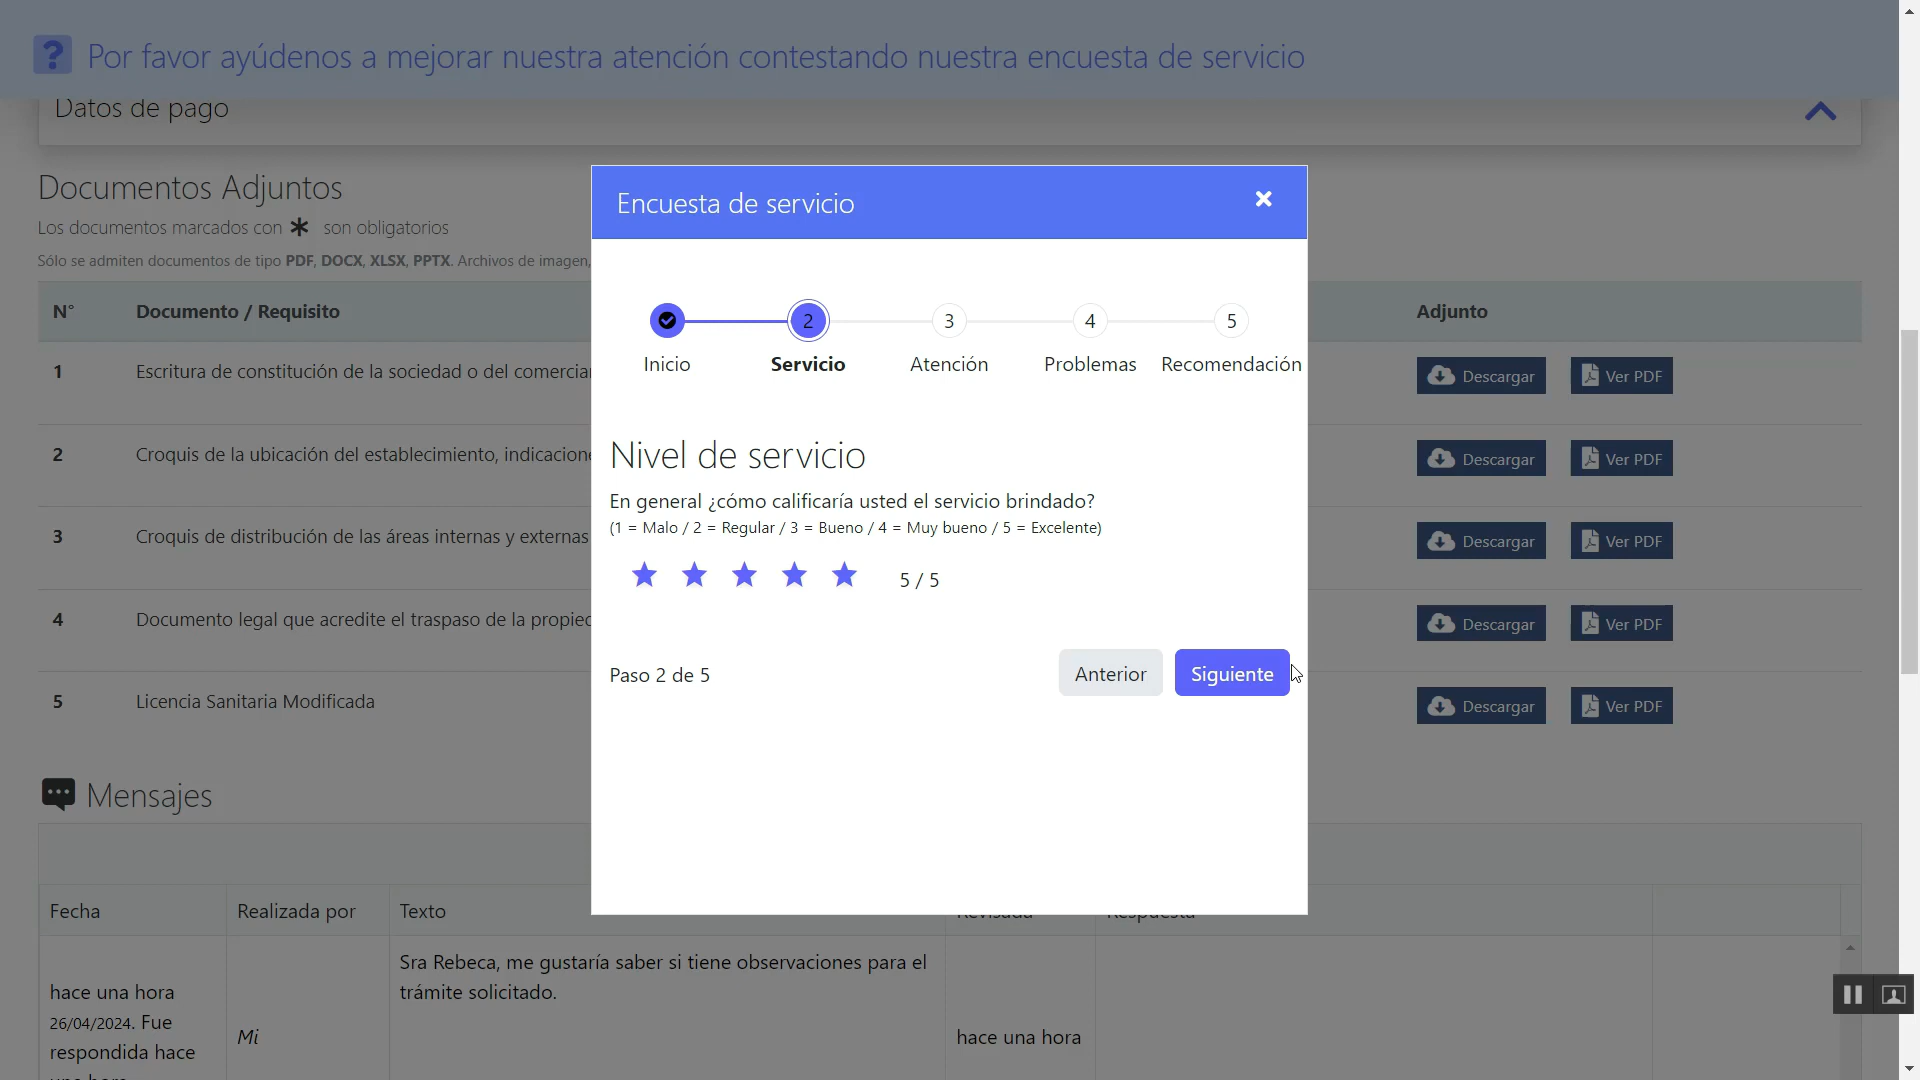 ? Por favor ayúdenos a mejorar nuestra atención contestando nuestra encuesta de servicio
Datos de pago
Documentos Adjuntos
Los documentos marcados con * son obligatorios
Sólo se admiten documentos de tipo PDF, DOCX, XLSX, PPTX. Archivos de imagen,
N° Documento / Requisito Adjunto
1 Escritura de constitución de la sociedad o del Descargar Ver PDF
2 Croquis de la ubicación del establecimiento, Descargar Ver PDF
3 Croquis de distribución de las áreas internas y externas Descargar Ver PDF
4 Documento legal que acredite el traspaso de la Descargar Ver PDF
5 Licencia Sanitaria Modificada Descargar Ver PDF
Encuesta de servicio
2 3 4 5
Inicio Servicio Atención Problemas Recomendación
Nivel de servicio
En general ¿cómo calificaría usted el servicio brindado?
(1 = Malo / 2 = Regular / 3 = Bueno / 4 = Muy bueno / 5 = Excelente)
5 / 5
Paso 2 de 5 Anterior Siguiente
Mensajes
Fecha Realizada por Texto Revisada Respuesta
hace una hora
26/04/2024. Fue
respondida hace
Mi
Sra Rebeca, me gustaría saber si tiene observaciones para el
trámite solicitado.
hace una hora